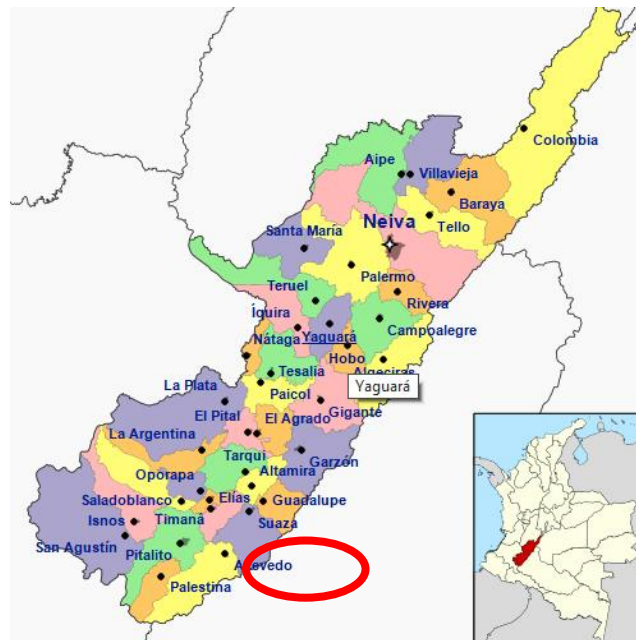 Colombia
Aipe
Villavieja
Baraya
Neiva
Tello
Santa María
Palermo
Teruel
Rivera
Íquira
Yaguará
Campoalegre
Nátaga
Hobo
Algeciras
Tesalia
La Plata
Paicol
Yaguará
Gigante
El Pital
El Agrado
La Argentina
Garzón
Tarqui
Altamira
Oporapa
Saladoblanco
Elías
Guadalupe
Isnos
Timaná
Suaza
San Agustín
Pitalito
Acevedo
Palestina